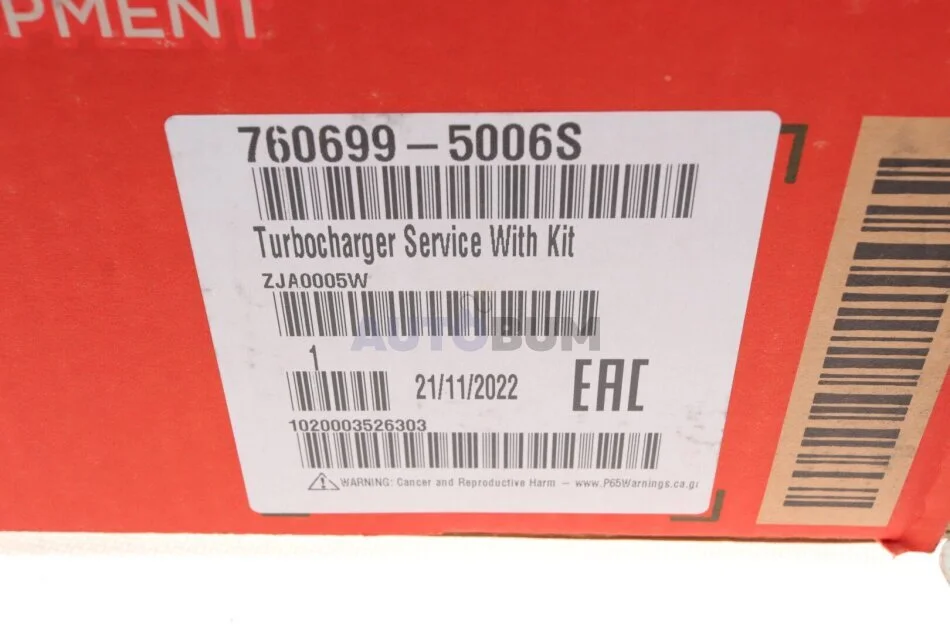 PMENT
760699-5006S
Turbocharger Service With Kit
ZJA0005W
AUTOBUM
1
21/11/2022
EAC
1020003526303
WARNING: Cancer and Reproductive Harm - www.P65Warnings.ca.go